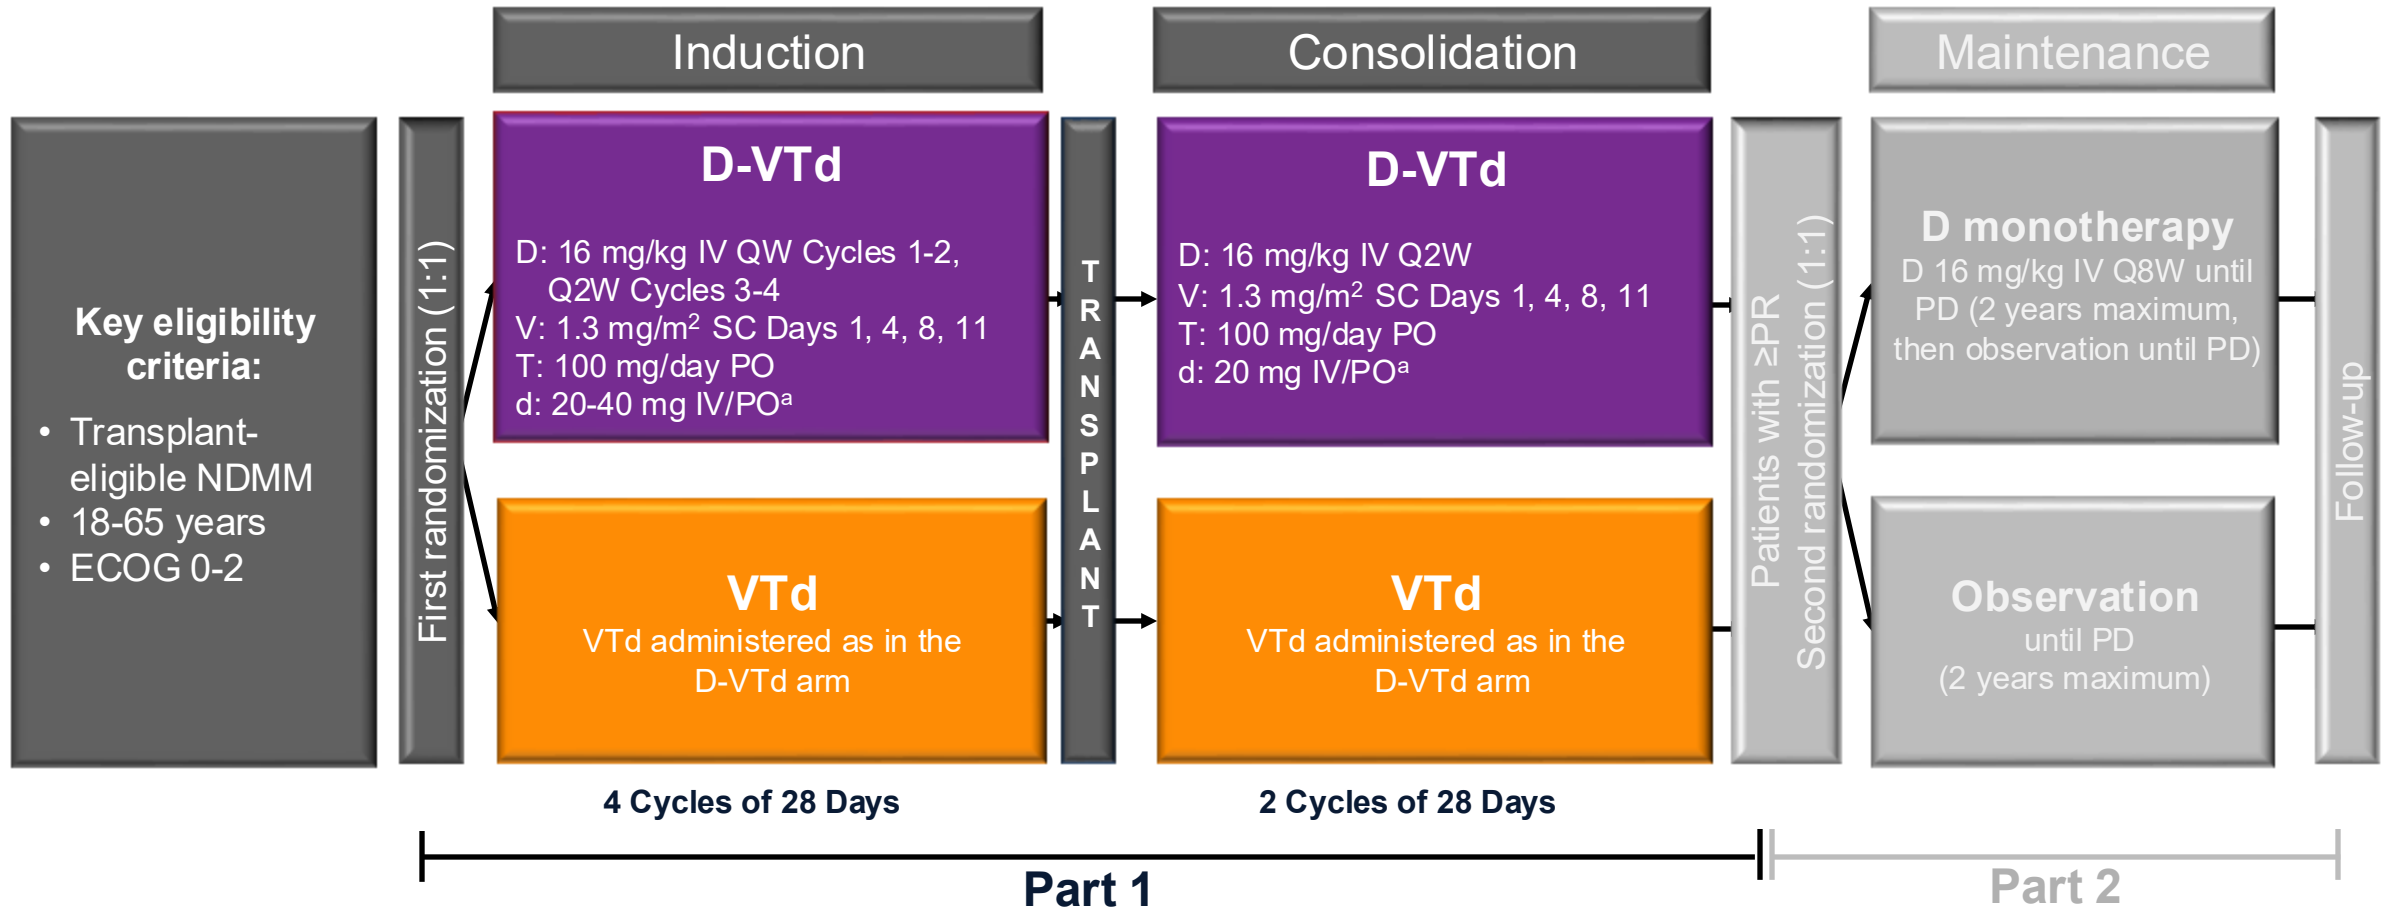 Induction
Consolidation
Maintenance
Key eligibility
criteria:
• Transplant-
eligible NDMM
• 18-65 years
• ECOG 0-2
First randomization (1:1)
D-VTd
D: 16 mg/kg IV QW Cycles 1-2,
Q2W Cycles 3-4
V: 1.3 mg/m² SC Days 1, 4, 8, 11
T: 100 mg/day PO
d: 20-40 mg IV/POᵃ
VTd
VTd administered as in the
D-VTd arm
TRANSPLANT
D-VTd
D: 16 mg/kg IV Q2W
V: 1.3 mg/m² SC Days 1, 4, 8, 11
T: 100 mg/day PO
d: 20 mg IV/POᵃ
VTd
VTd administered as in the
D-VTd arm
Patients with ≥PR
Second randomization (1:1)
D monotherapy
D 16 mg/kg IV Q8W until
PD (2 years maximum,
then observation until PD)
Observation
until PD
(2 years maximum)
Follow-up
4 Cycles of 28 Days
2 Cycles of 28 Days
Part 1
Part 2